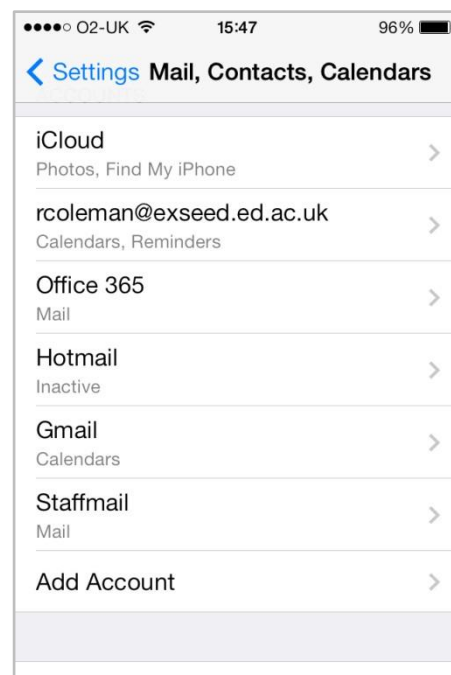 O2-UK 15:47 96%
Settings Mail, Contacts, Calendars
ACCOUNTS
iCloud
Photos, Find My iPhone
rcoleman@exseed.ed.ac.uk
Calendars, Reminders
Office 365
Mail
Hotmail
Inactive
Gmail
Calendars
Staffmail
Mail
Add Account